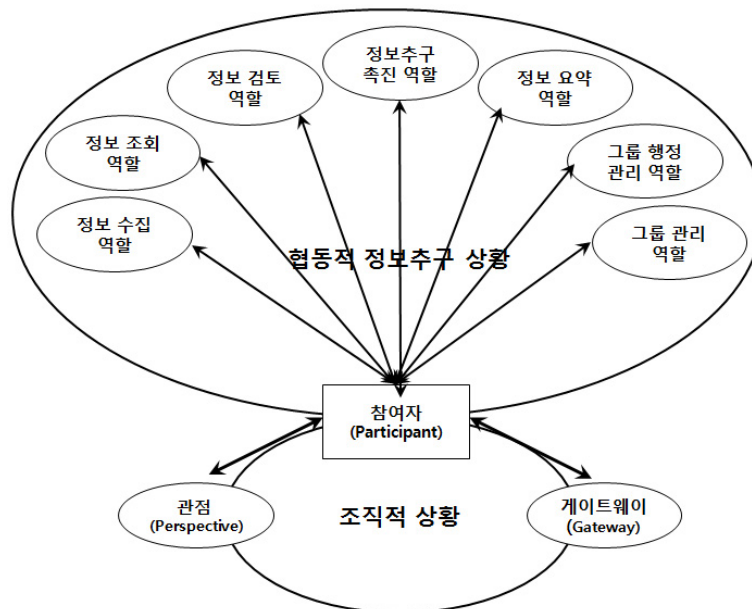 정보추구
촉진 역할
정보 검토
역할
정보 요약
역할
정보 조회
역할
그룹 행정
관리 역할
정보 수집
역할
그룹 관리
역할
협동적 정보추구 상황
참여자
(Participant)
관점
(Perspective)
조직적 상황
게이트웨이
(Gateway)